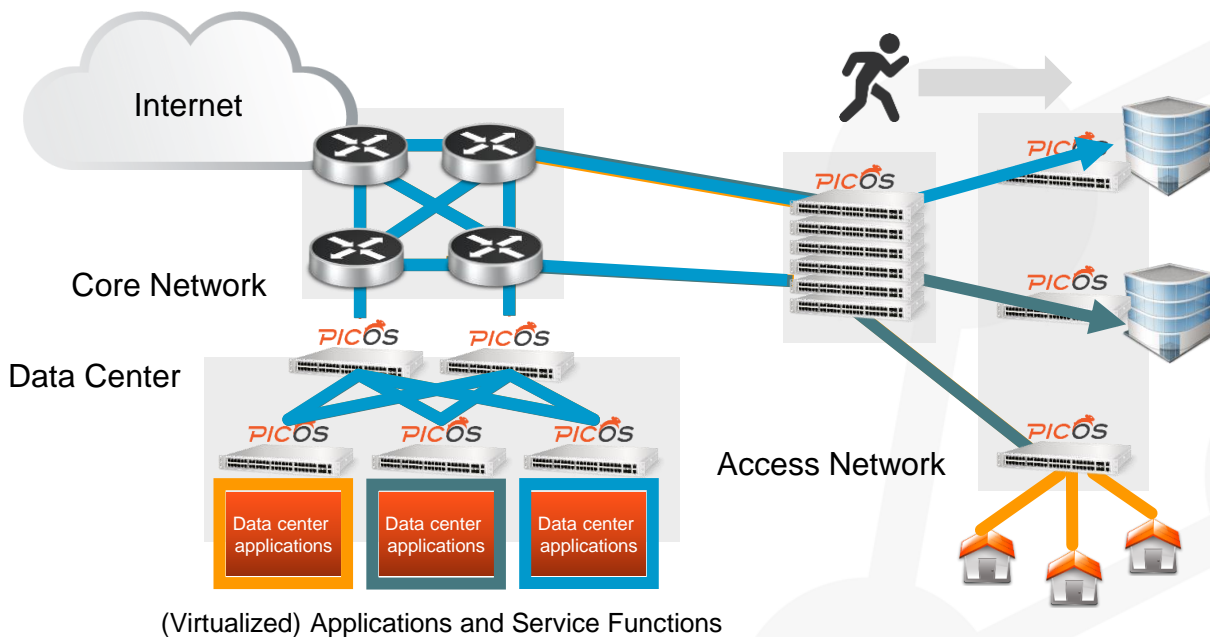 Internet
PICOS
PICOS
Core Network
PICOS
PICOS
PICOS
Data Center
PICOS
PICOS
PICOS
PICOS
Access Network
Data center
applications
Data center
applications
Data center
applications
(Virtualized) Applications and Service Functions